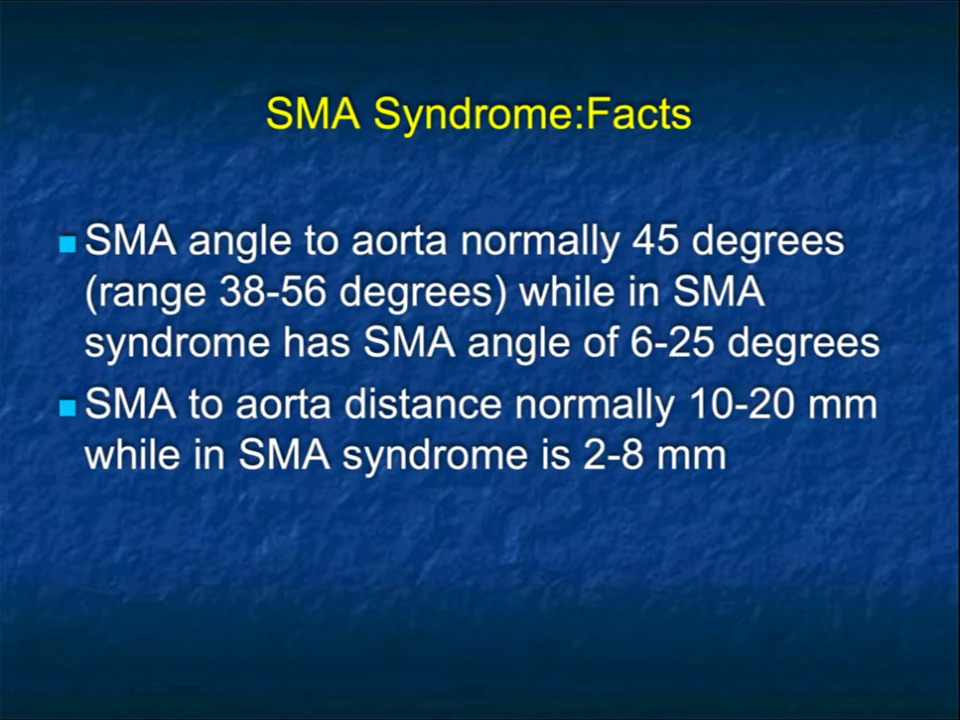 SMA Syndrome:Facts
SMA angle to aorta normally 45 degrees
(range 38-56 degrees) while in SMA
syndrome has SMA angle of 6-25 degrees
SMA to aorta distance normally 10-20 mm
while in SMA syndrome is 2-8 mm